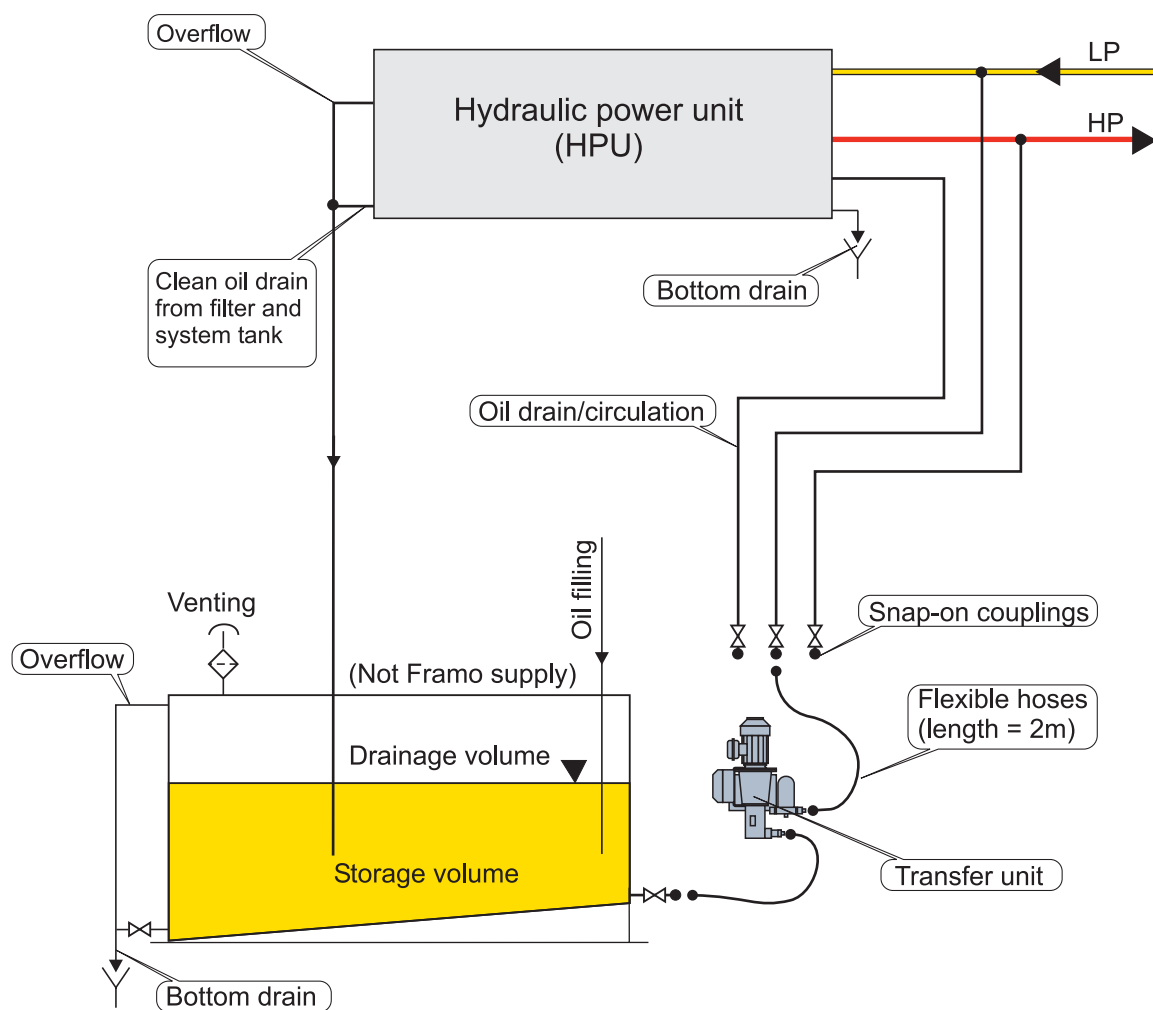 Overflow
Hydraulic power unit
(HPU)
LP
HP
Clean oil drain
from filter and
system tank
Bottom drain
Oil drain/circulation
Oil filling
Venting
Snap-on couplings
Overflow
(Not Framo supply)
Flexible hoses
(length = 2m)
Drainage volume
Storage volume
Transfer unit
Bottom drain